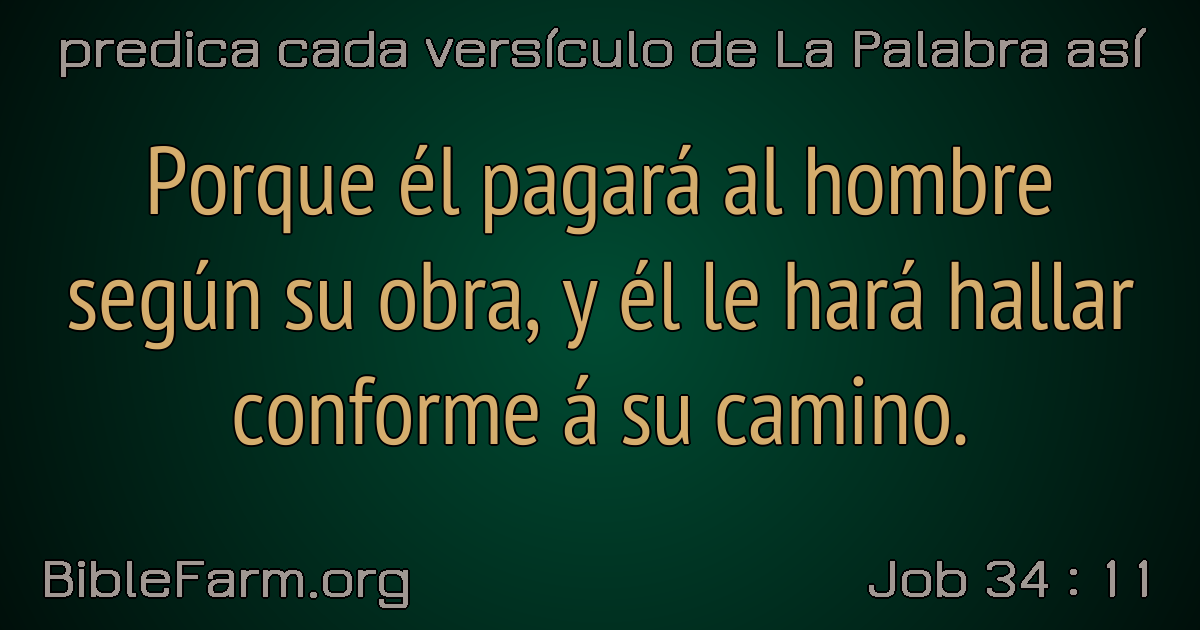 predica cada versículo de La Palabra así
Porque él pagará al hombre
según su obra, y él le hará hallar
conforme á su camino.
BibleFarm.org
Job 34 : 11